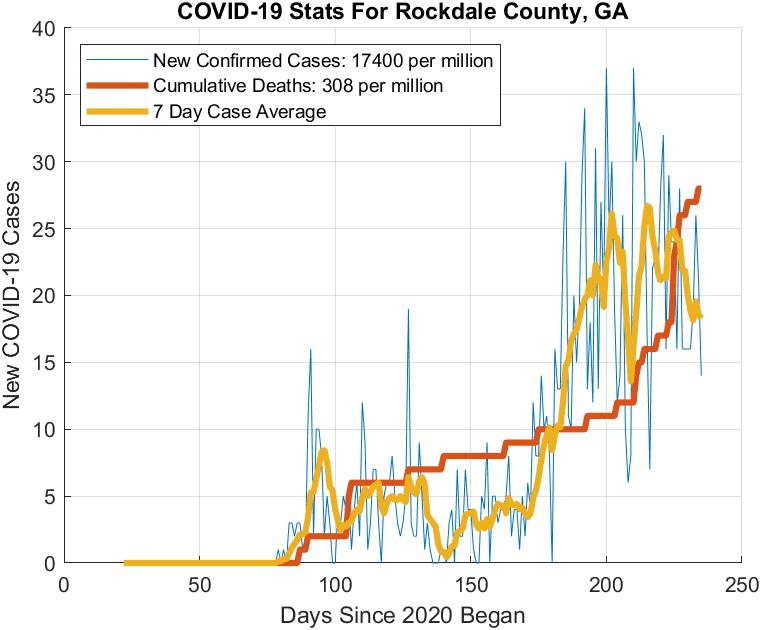 COVID-19 Stats For Rockdale County, GA
New Confirmed Cases: 17400 per million
Cumulative Deaths: 308 per million
7 Day Case Average
New COVID-19 Cases
40
35
30
25
20
15
10
5
0
0 50 100 150 200 250
Days Since 2020 Began